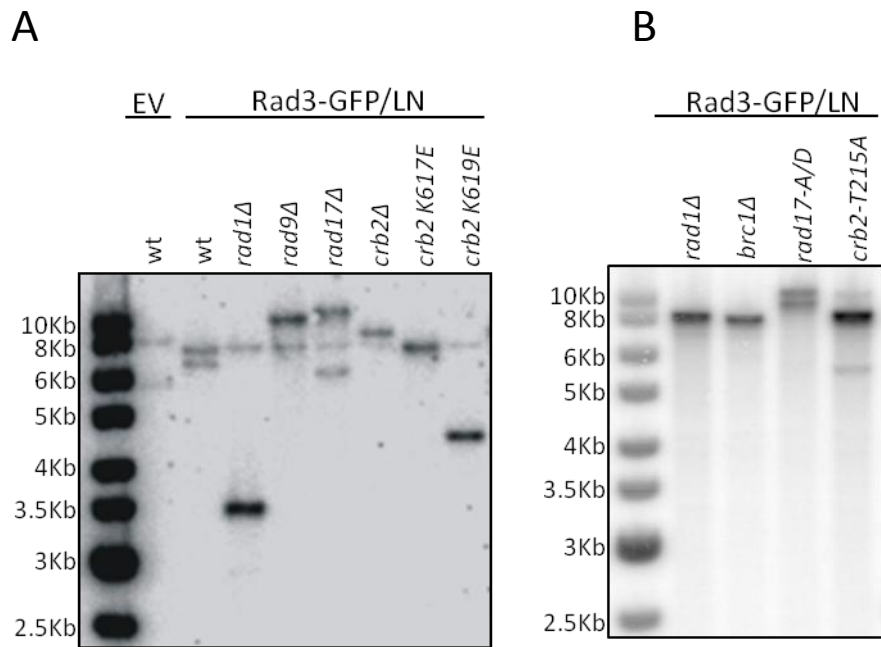 A
B
EV
Rad3-GFP/LN
wt
wt
rad1Δ
rad9Δ
rad17Δ
crb2Δ
crb2 K617E
crb2 K619E
10Kb
8Kb
6Kb
5Kb
4Kb
3.5Kb
3Kb
2.5Kb
Rad3-GFP/LN
rad1Δ
brc1Δ
rad17-A/D
crb2-T215A
10Kb
8Kb
6Kb
5Kb
4Kb
3.5Kb
3Kb
2.5Kb